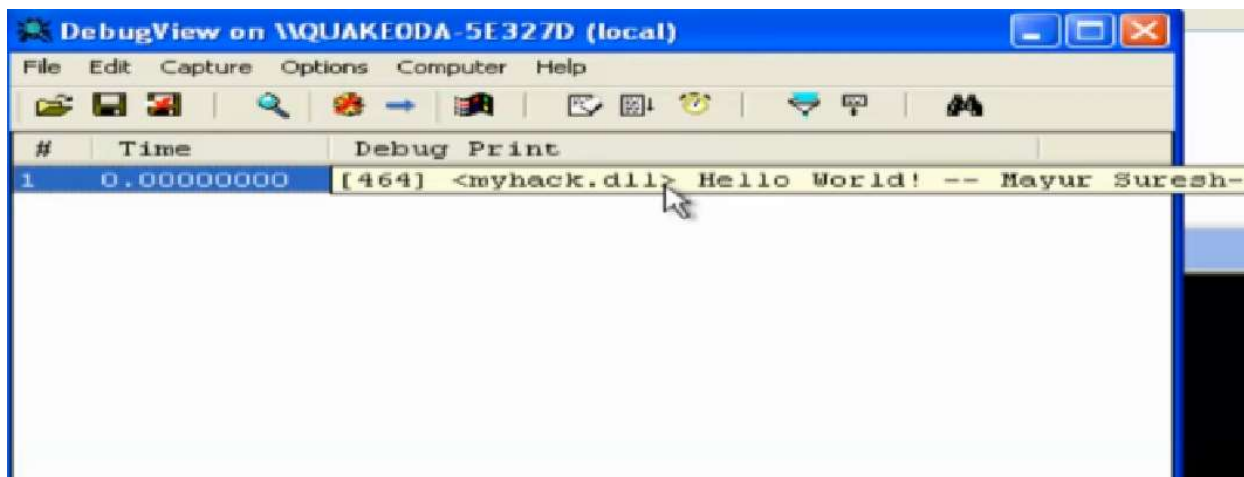 DebugView on \\QUAKEODA-5E327D (local)
File Edit Capture Options Computer Help
# Time Debug Print
1 0.00000000 [464] <myhack.dll> Hello World! -- Mayur Suresh-